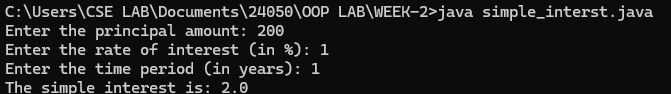 C:\Users\CSE LAB\Documents\24050\OOP LAB\WEEK-2>java simple_interst.java
Enter the principal amount: 200
Enter the rate of interest (in %): 1
Enter the time period (in years): 1
The simple interest is: 2.0